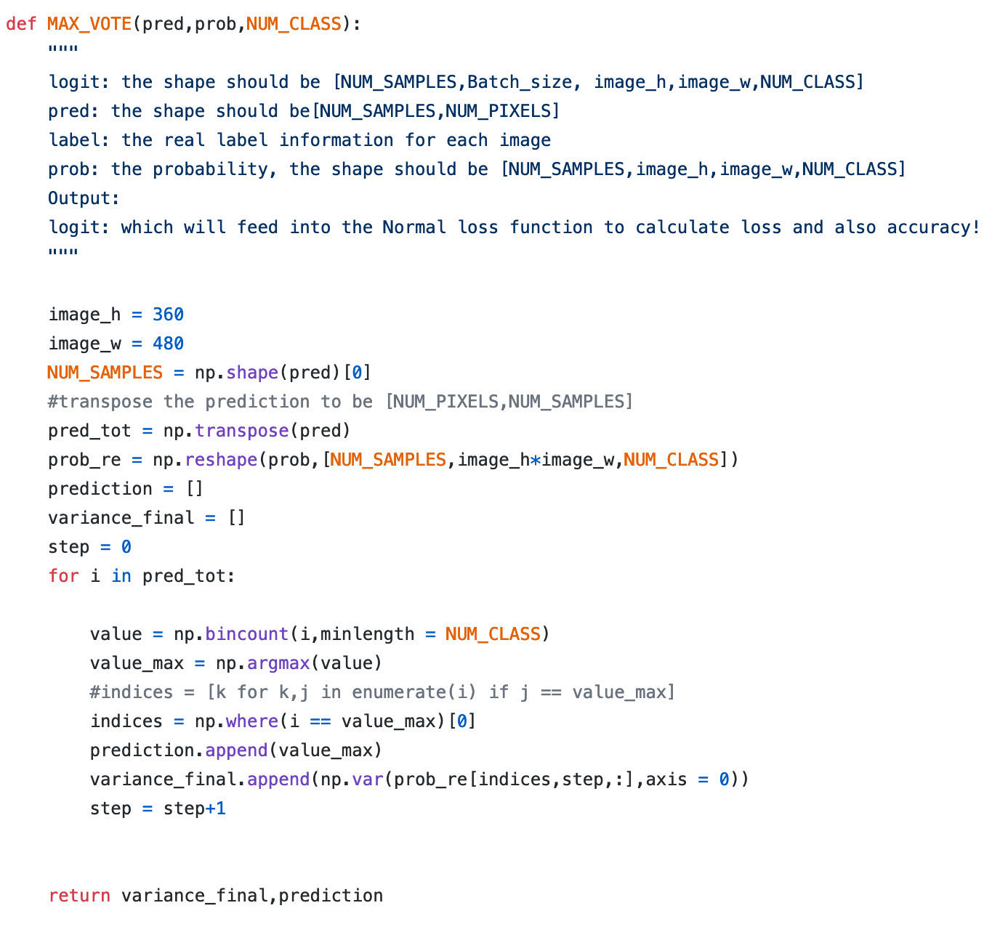 def MAX_VOTE(pred,prob,NUM_CLASS):
    """
    logit: the shape should be [NUM_SAMPLES,Batch_size, image_h,image_w,NUM_CLASS]
    pred: the shape should be[NUM_SAMPLES,NUM_PIXELS]
    label: the real label information for each image
    prob: the probability, the shape should be [NUM_SAMPLES,image_h,image_w,NUM_CLASS]
    Output:
    logit: which will feed into the Normal loss function to calculate loss and also accuracy!
    """
    image_h = 360
    image_w = 480
    NUM_SAMPLES = np.shape(pred)[0]
    #transpose the prediction to be [NUM_PIXELS,NUM_SAMPLES]
    pred_tot = np.transpose(pred)
    prob_re = np.reshape(prob,[NUM_SAMPLES,image_h*image_w,NUM_CLASS])
    prediction = []
    variance_final = []
    step = 0
    for i in pred_tot:
        value = np.bincount(i,minlength = NUM_CLASS)
        value_max = np.argmax(value)
        #indices = [k for k,j in enumerate(i) if j == value_max]
        indices = np.where(i == value_max)[0]
        prediction.append(value_max)
        variance_final.append(np.var(prob_re[indices,step,:],axis = 0))
        step = step+1
    return variance_final,prediction